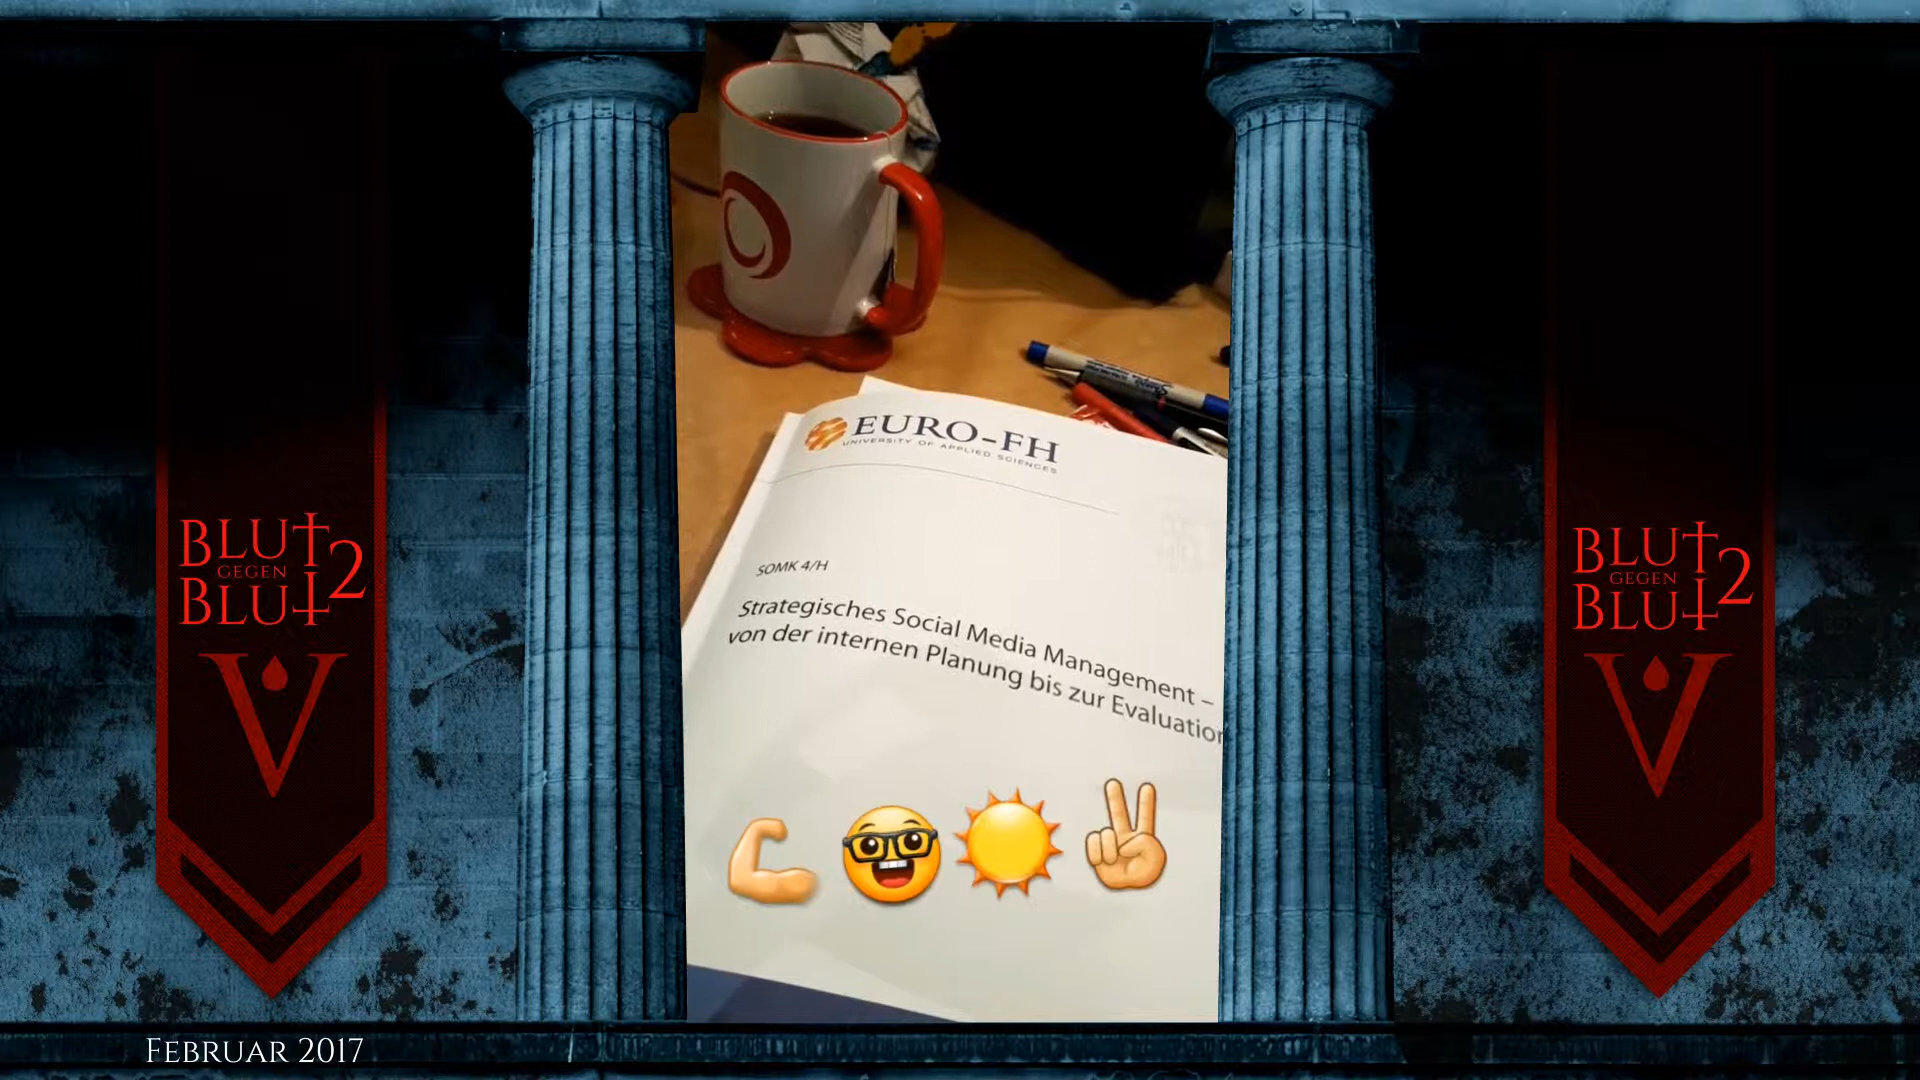 EURO-FH
UNIVERSITY OF APPLIED SCIENCES
SOMK 4/H
Strategisches Social Media Management –
von der internen Planung bis zur Evaluation
BLUT
GEGEN
BLUT 2
V
BLUT
GEGEN
BLUT 2
V
FEBRUAR 2017